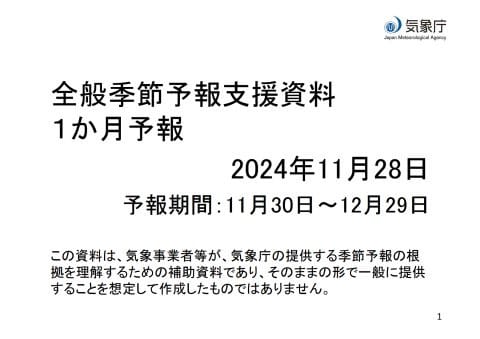 気象庁
Japan Meteorological Agency
全般季節予報支援資料
１か月予報
2024年11月28日
予報期間：11月30日～12月29日
この資料は、気象事業者等が、気象庁の提供する季節予報の根
拠を理解するための補助資料であり、そのままの形で一般に提供
することを想定して作成したものではありません。
1